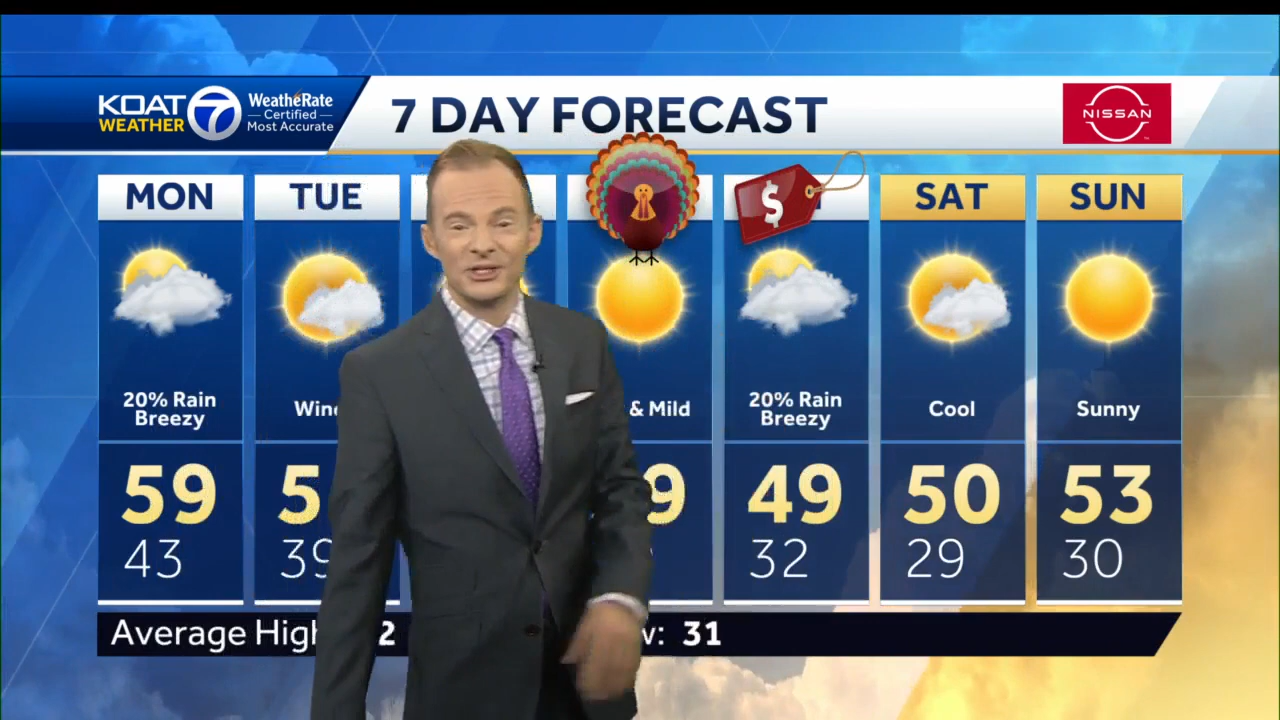 KOAT
WEATHER
7
WeatheRate
Certified
Most Accurate
7 DAY FORECAST
NISSAN
MON
TUE
SAT
SUN
$
20% Rain
Breezy
& Mild
20% Rain
Breezy
Cool
Sunny
59
49
50
53
43
32
29
30
Average
31